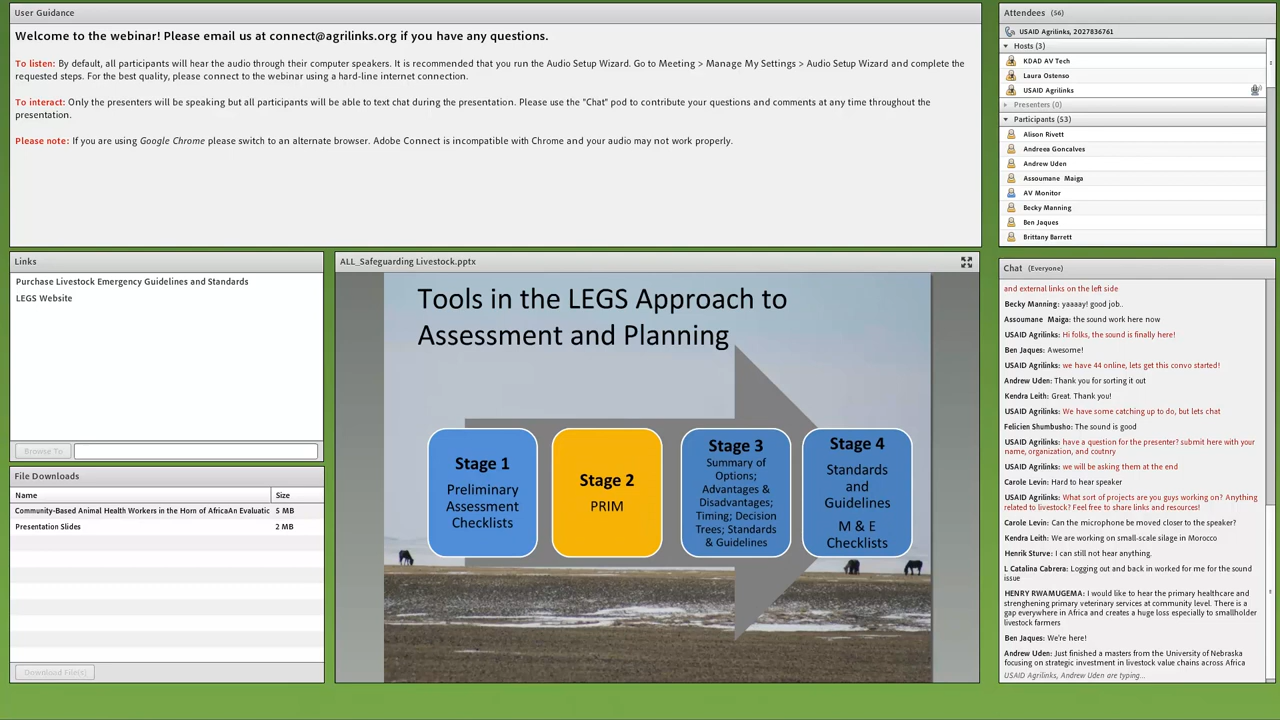 User Guidance
Welcome to the webinar! Please email us at connect@agrilinks.org if you have any questions.
To listen: By default, all participants will hear the audio through the computer speakers. It is recommended that you run the Audio Setup Wizard. Go to Meeting > Manage My Settings > Audio Setup Wizard and complete the
requested steps. For the best quality, please connect to the webinar using a hard-line internet connection.
To interact: Only the presenters will be speaking but all participants will be able to text chat during the presentation. Please use the "Chat" pod to contribute your questions and comments at any time throughout the
presentation.
Please note: If you are using Google Chrome please switch to an alternate browser. Adobe Connect is incompatible with Chrome and your audio may not work properly.
Links
Purchase Livestock Emergency Guidelines and Standards
LEGS Website
Browse To
File Downloads
Name Size
Community-Based Animal Health Workers in the Horn of AfricaAn Evaluatic 5 MB
Presentation Slides 2 MB
Download File(s)
ALL_Safeguarding Livestock.pptx
Tools in the LEGS Approach to
Assessment and Planning
Stage 1
Preliminary
Assessment
Checklists
Stage 2
PRIM
Stage 3
Summary of
Options;
Advantages &
Disadvantages;
Timing; Decision
Trees; Standards
& Guidelines
Stage 4
Standards
and
Guidelines
M & E
Checklists
Attendees (56)
USAID Agrilinks, 2027836761
Hosts (3)
KDAD AV Tech
Laura Ostenso
USAID Agrilinks
Presenters (0)
Participants (53)
Alison Rivett
Andreea Goncalves
Andrew Uden
Assoumane Maiga
AV Monitor
Becky Manning
Ben Jaques
Brittany Barrett
Chat (Everyone)
and external links on the left side
Becky Manning: yaaaay! good job..
Assoumane Maiga: the sound work here now
USAID Agrilinks: Hi folks, the sound is finally here!
Ben Jaques: Awesome!
USAID Agrilinks: we have 44 online, lets get this convo started!
Andrew Uden: Thank you for sorting it out
Kendra Leith: Great. Thank you!
USAID Agrilinks: We have some catching up to do, but lets chat
Felicien Shumbusho: The sound is good
USAID Agrilinks: have a question for the presenter? submit here with your
name, organization, and coutnry
USAID Agrilinks: we will be asking them at the end
Carole Levin: Hard to hear speaker
USAID Agrilinks: What sort of projects are you guys working on? Anything
related to livestock? Feel free to share links and resources!
Carole Levin: Can the microphone be moved closer to the speaker?
Kendra Leith: We are working on small-scale silage in Morocco
Henrik Sturve: I can still not hear anything.
L Catalina Cabrera: Logging out and back in worked for me for the sound
issue
HENRY RWAMUGEMA: I would like to hear the primary healthcare and
strenghening primary veterinary services at community level. There is a
gap everywhere in Africa and creates a huge loss especially to smallholder
livestock farmers
Ben Jaques: We're here!
Andrew Uden: Just finished a masters from the University of Nebraska
focusing on strategic investment in livestock value chains across Africa
USAID Agrilinks, Andrew Uden are typing...